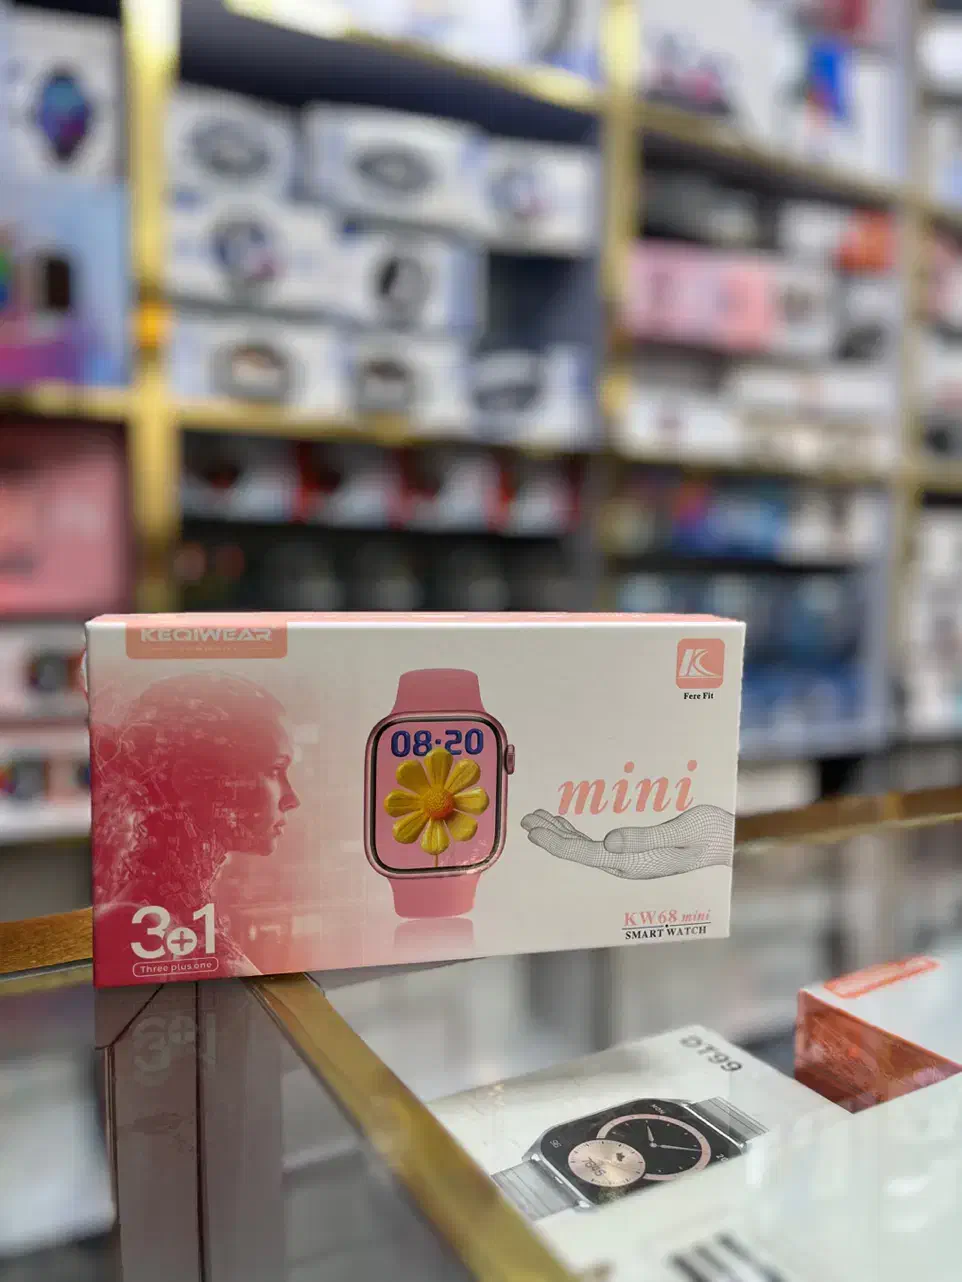 KEQIWEAR
Fere Fit
08:20
mini
3+1
Three plus one
KW68 mini
SMART WATCH
DT99